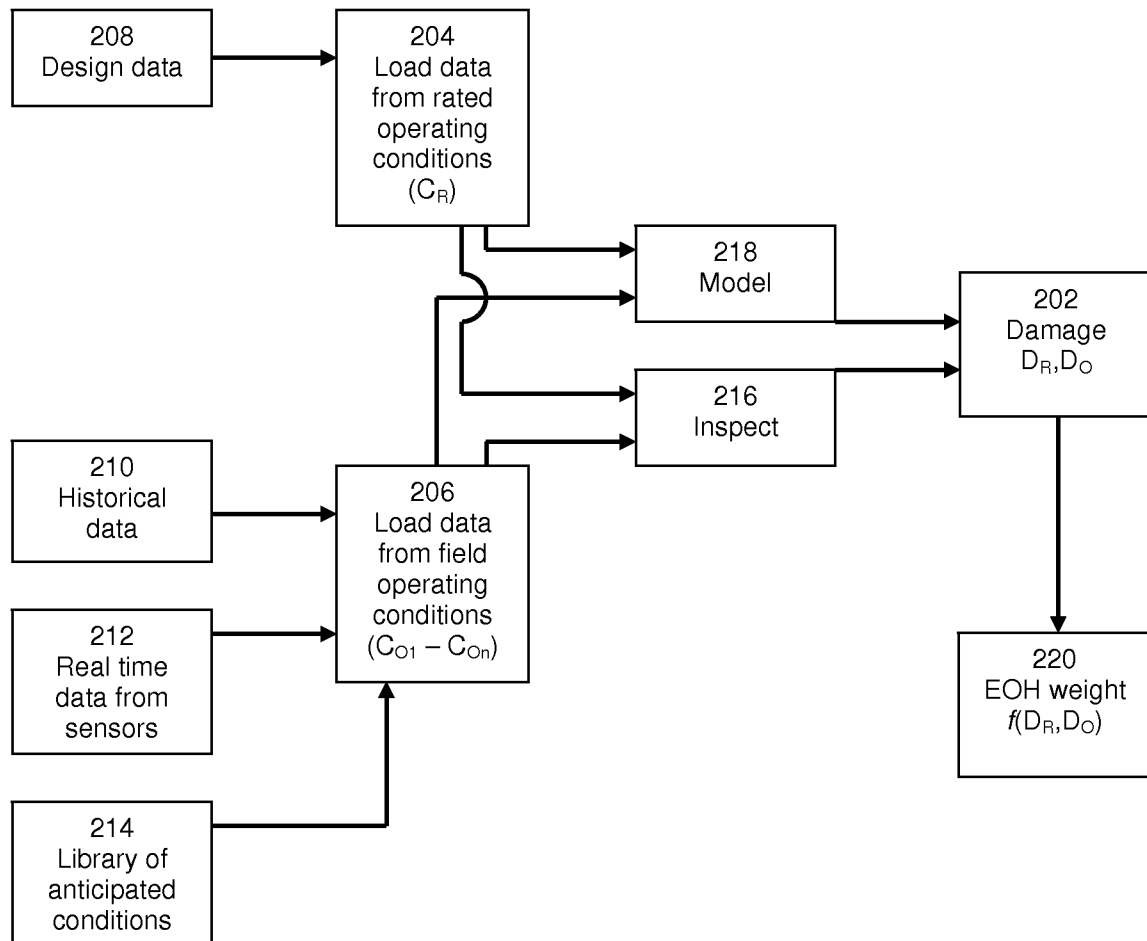 208
Design data
204
Load data
from rated
operating
conditions
(C_R)
218
Model
202
Damage
D_R,D_O
216
Inspect
210
Historical
data
206
Load data
from field
operating
conditions
(C_O1 – C_On)
212
Real time
data from
sensors
220
EOH weight
f(D_R,D_O)
214
Library of
anticipated
conditions